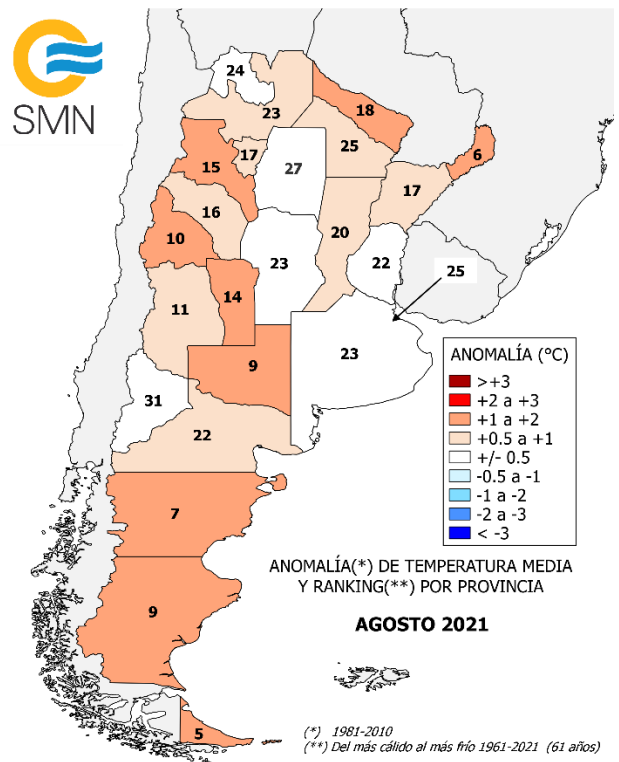 SMN
24
23
18
25
17
15
27
6
16
17
10
20
23
22
25
14
11
9
23
31
22
7
9
5
ANOMALÍA (°C)
>+3
+2 a +3
+1 a +2
+0.5 a +1
+/- 0.5
-0.5 a -1
-1 a -2
-2 a -3
< -3
ANOMALÍA(*) DE TEMPERATURA MEDIA
Y RANKING(**) POR PROVINCIA
AGOSTO 2021
(*) 1981-2010
(**) Del más cálido al más frío 1961-2021 (61 años)